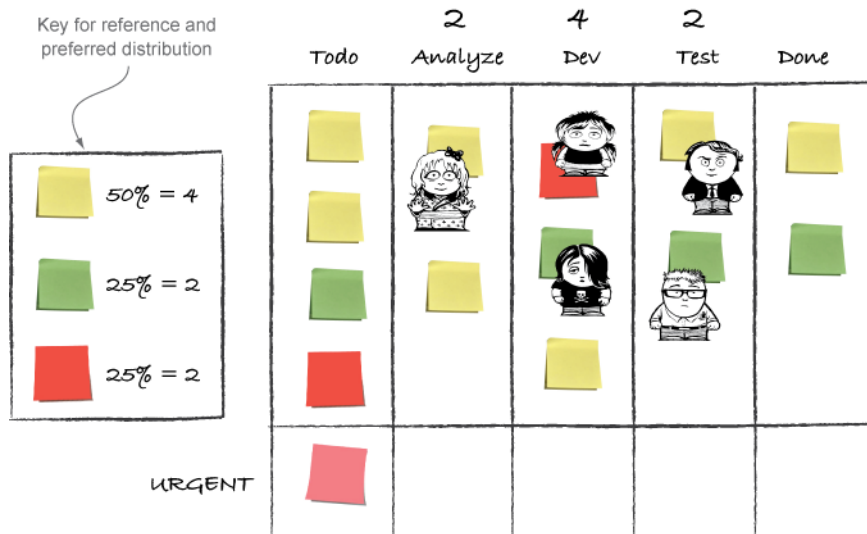 Key for reference and
preferred distribution
2 4 2
Todo Analyze Dev Test Done
50% = 4
25% = 2
25% = 2
URGENT